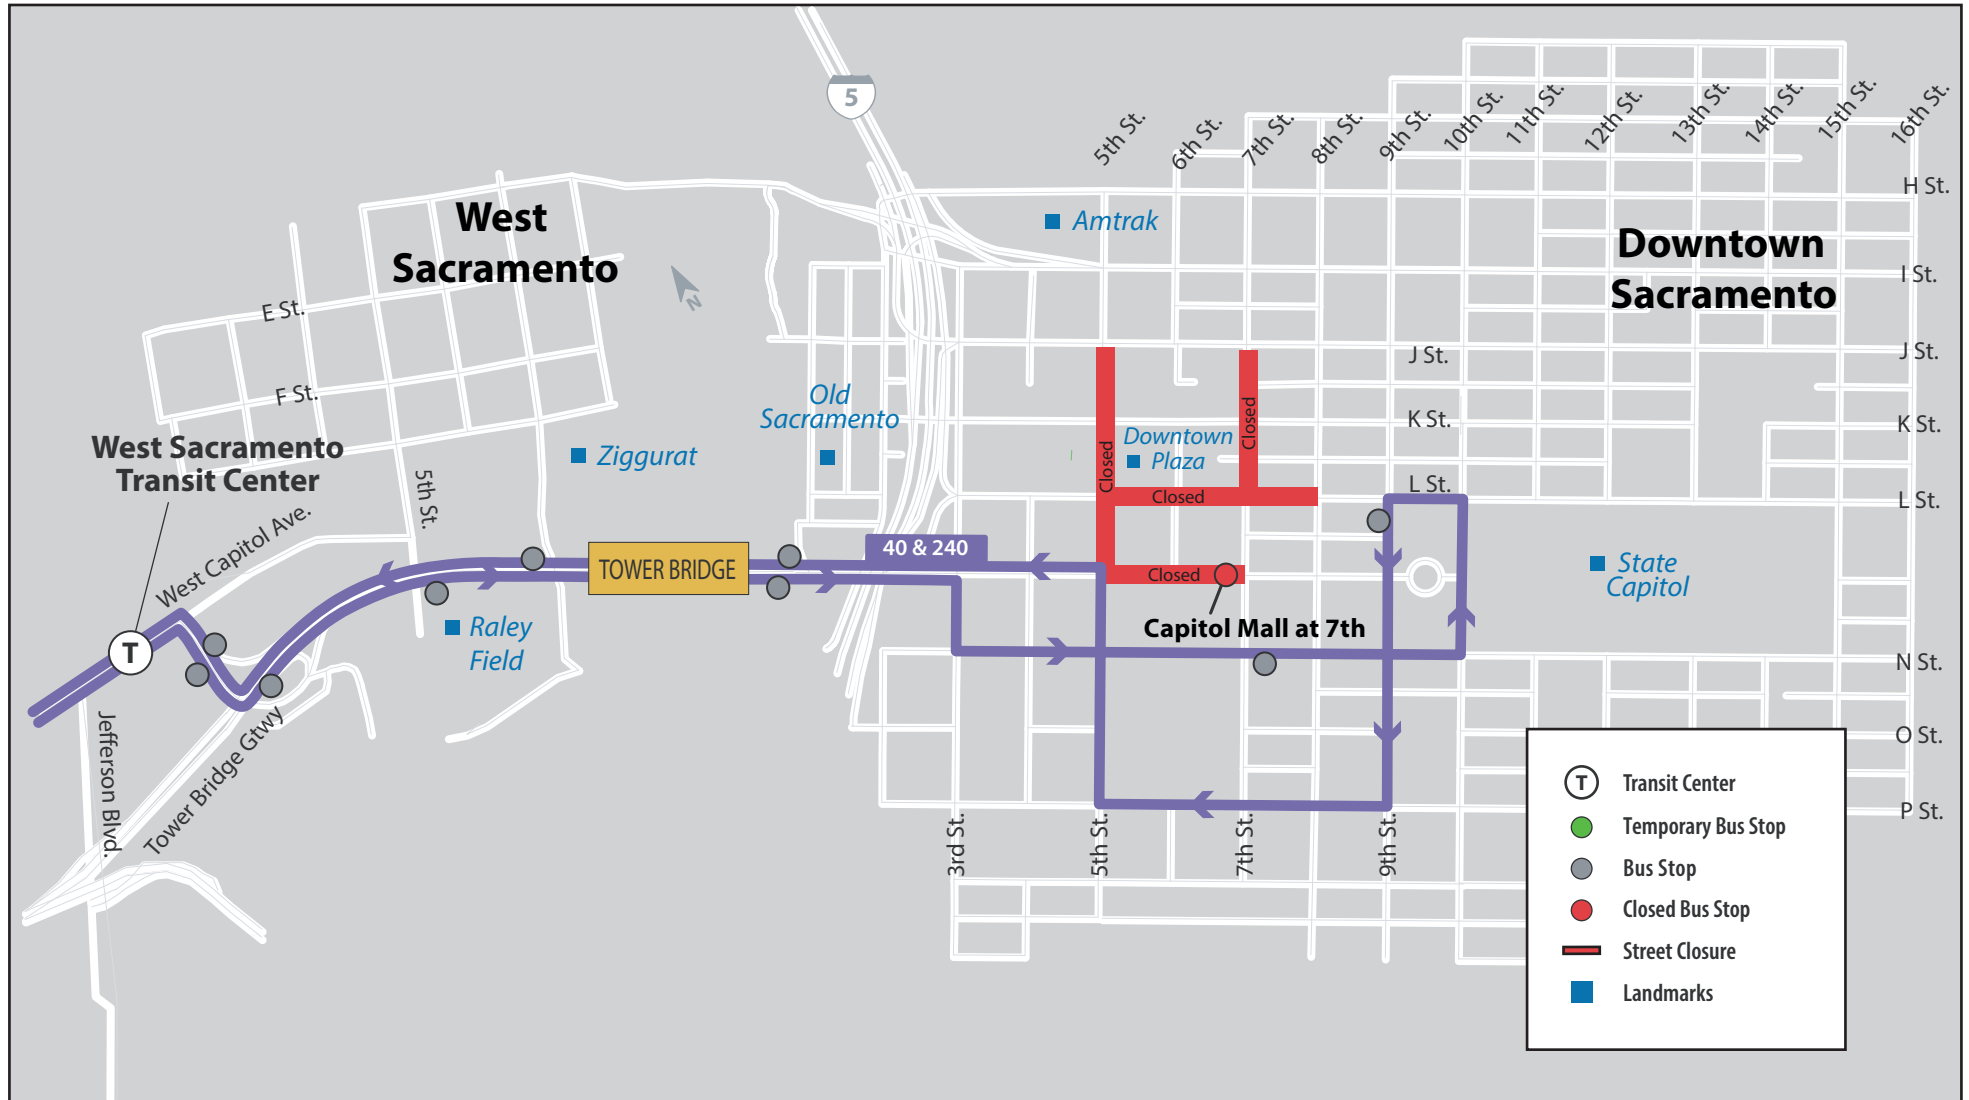 5
5th St.
6th St.
7th St.
8th St.
9th St.
10th St.
11th St.
12th St.
13th St.
14th St.
15th St.
16th St.
H St.
West
Sacramento
Amtrak
Downtown
Sacramento
I St.
N
E St.
F St.
J St.
J St.
Old
Sacramento
K St.
K St.
Closed
Closed
Downtown
Plaza
West Sacramento
Transit Center
Ziggurat
5th St.
L St.
L St.
Closed
West Capitol Ave.
40 & 240
TOWER BRIDGE
Closed
State
Capitol
Capitol Mall at 7th
Raley
Field
T
N St.
Jefferson Blvd.
Tower Bridge Gtwy
O St.
P St.
3rd St.
5th St.
7th St.
9th St.
T Transit Center
Temporary Bus Stop
Bus Stop
Closed Bus Stop
Street Closure
Landmarks